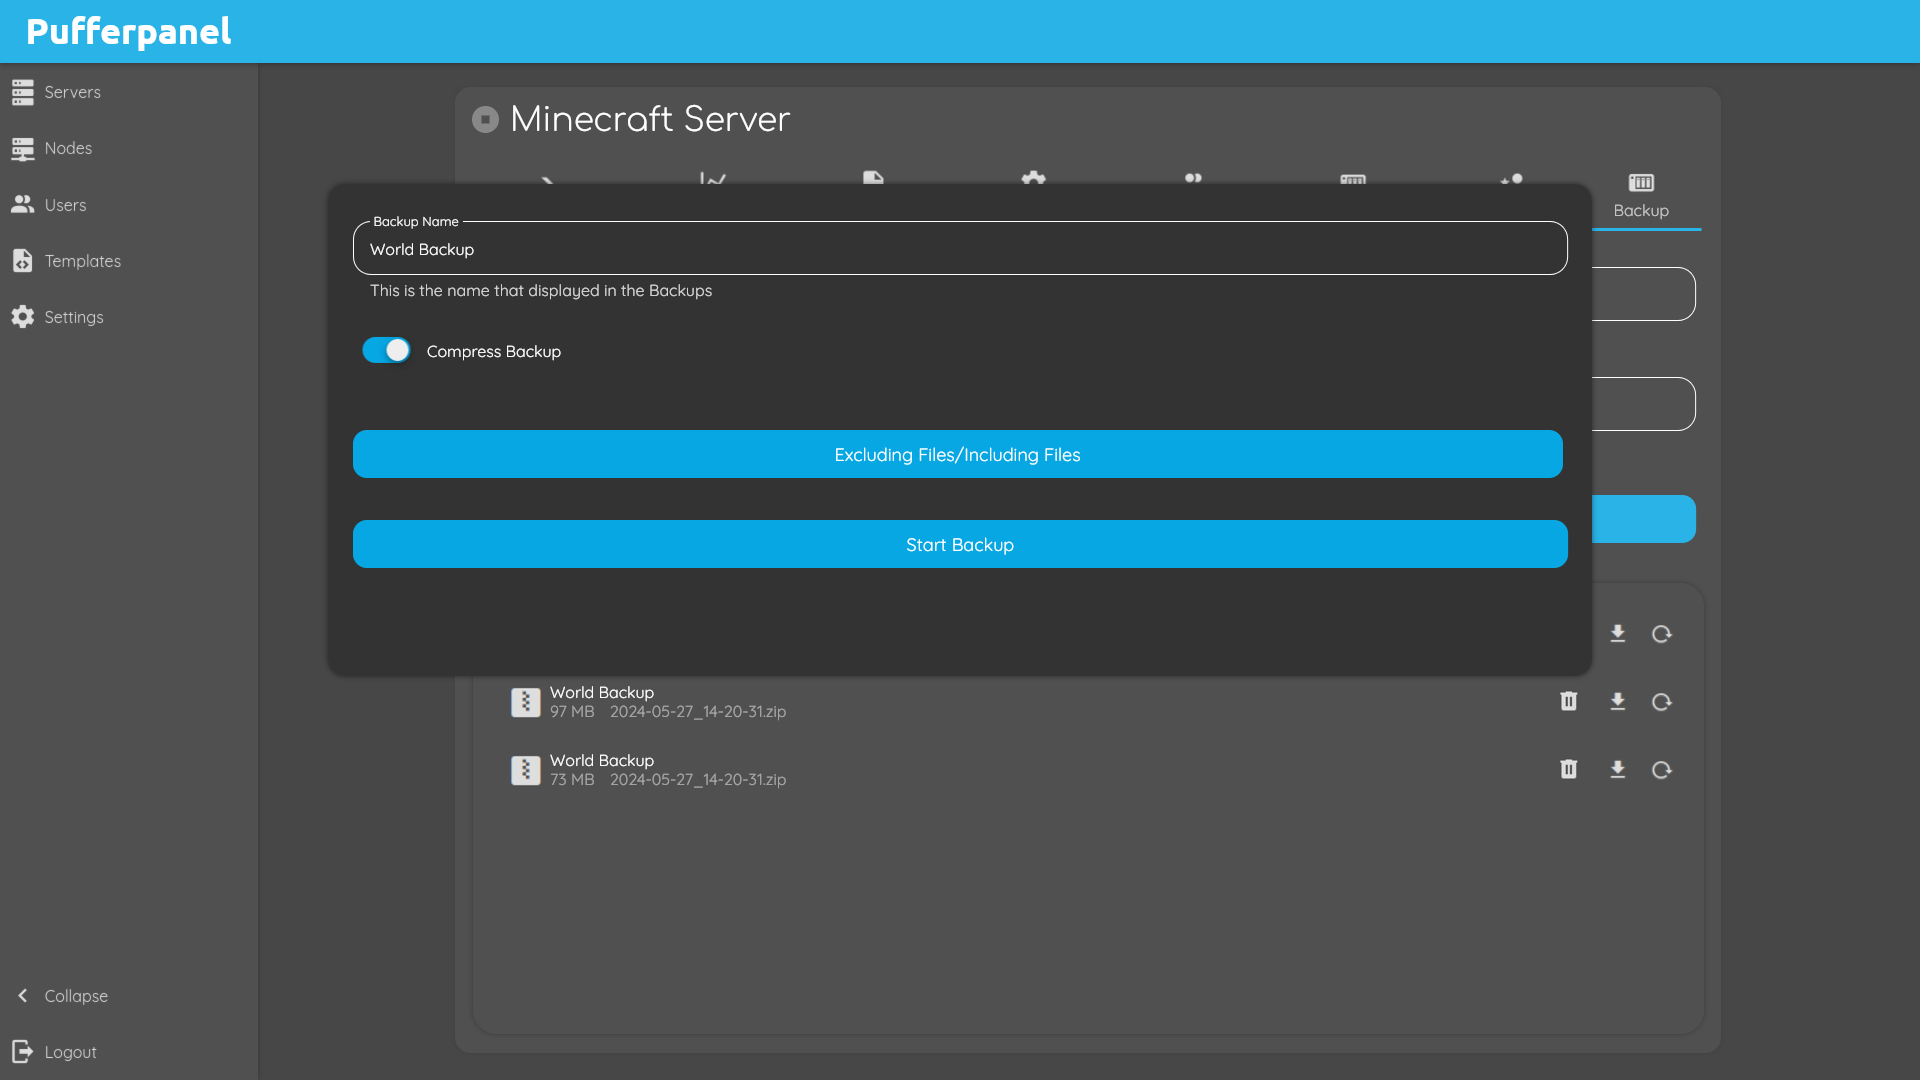 Pufferpanel
Servers
Nodes
Users
Templates
Settings
Collapse
Logout
Minecraft Server
Backup
Backup Name
World Backup
This is the name that displayed in the Backups
Compress Backup
Excluding Files/Including Files
Start Backup
World Backup
97 MB 2024-05-27_14-20-31.zip
World Backup
73 MB 2024-05-27_14-20-31.zip